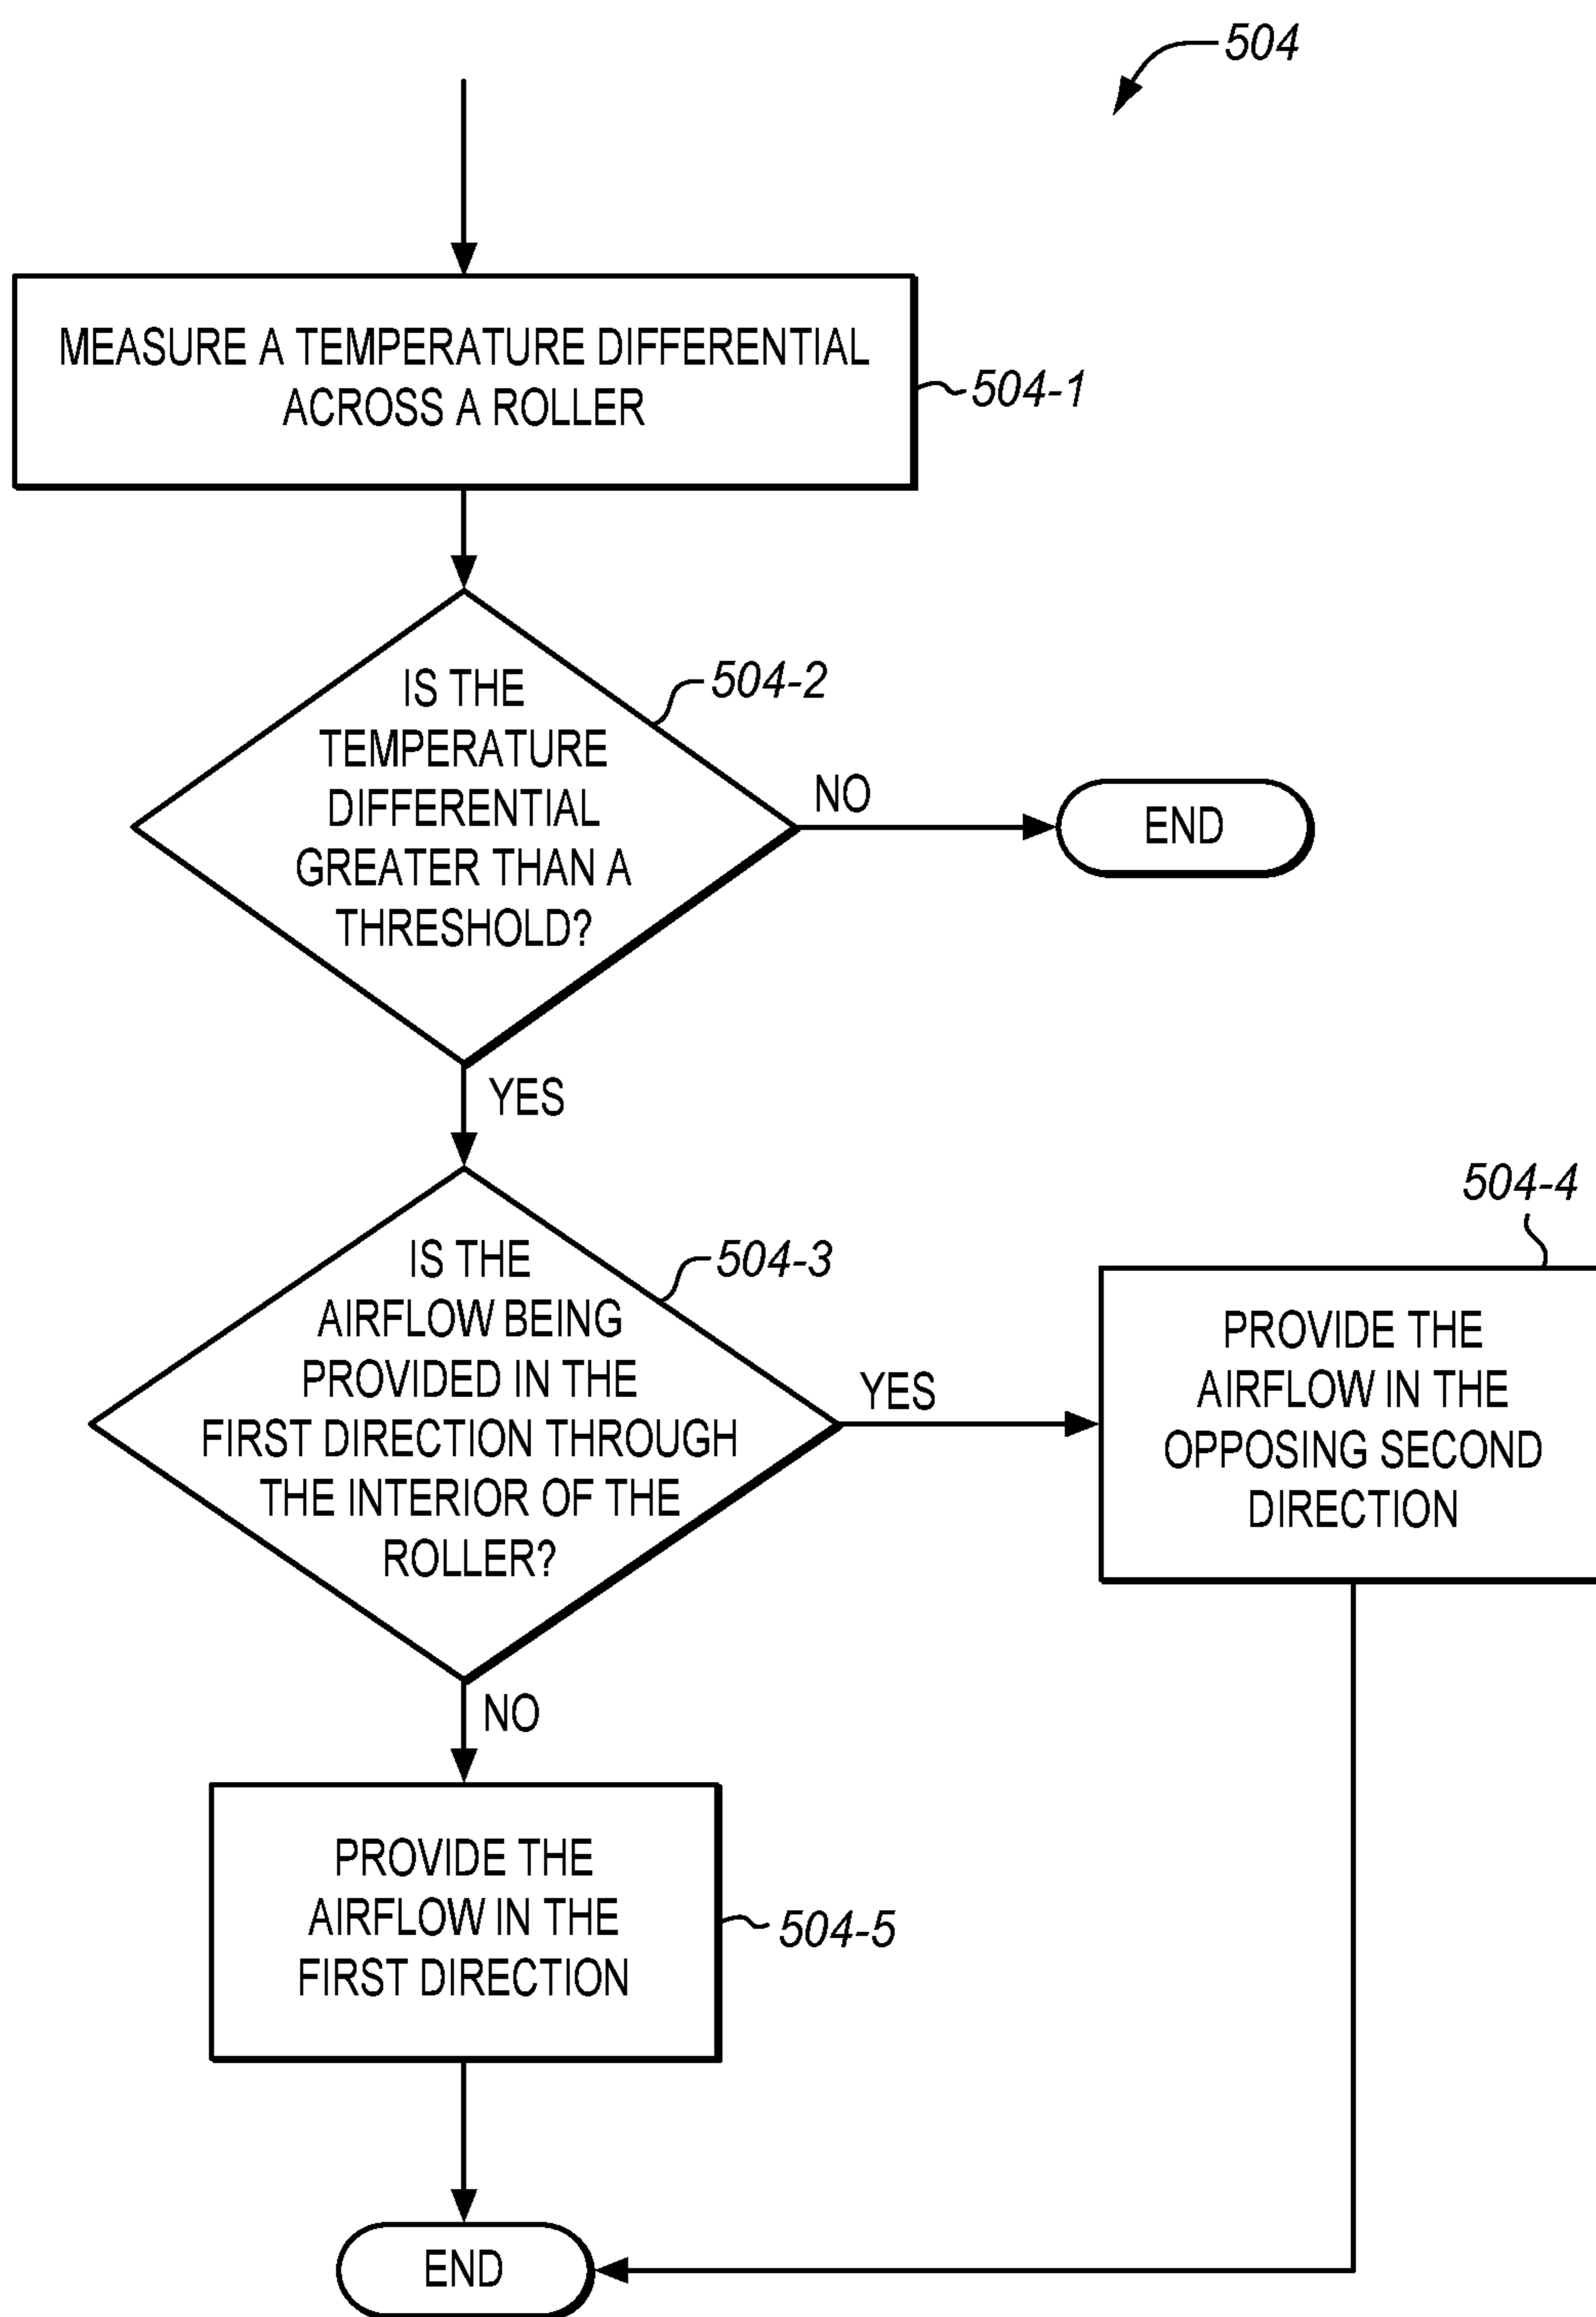 504
MEASURE A TEMPERATURE DIFFERENTIAL
ACROSS A ROLLER
504-1
IS THE
TEMPERATURE
DIFFERENTIAL
GREATER THAN A
THRESHOLD?
504-2
NO
END
YES
IS THE
AIRFLOW BEING
PROVIDED IN THE
FIRST DIRECTION THROUGH
THE INTERIOR OF THE
ROLLER?
504-3
YES
504-4
PROVIDE THE
AIRFLOW IN THE
OPPOSING SECOND
DIRECTION
NO
PROVIDE THE
AIRFLOW IN THE
FIRST DIRECTION
504-5
END